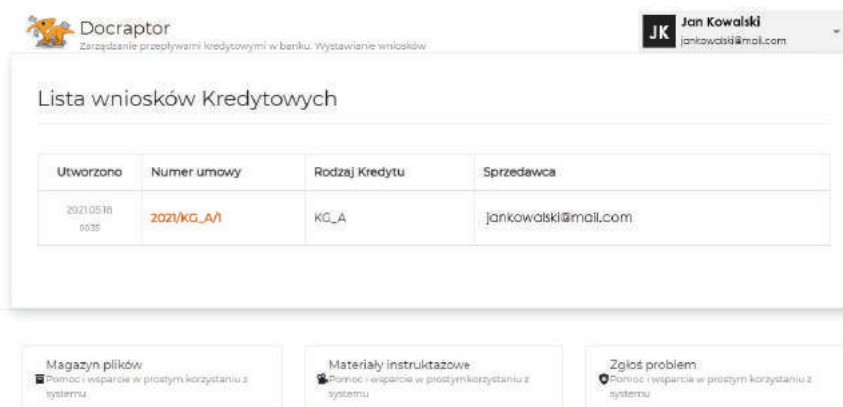 Docraptor
Zarządzanie przepływami kredytowymi w banku. Wystawianie wniosków
JK
Jan Kowalski
jankowalski@mail.com
Lista wniosków Kredytowych
Utworzono Numer umowy Rodzaj Kredytu Sprzedawca
2021.05.18
00:35
2021/KG_A/1 KG_A jankowalski@mail.com
Magazyn plików
Pomoc i wsparcie w prostym korzystaniu z
systemu
Materiały instruktażowe
Pomoc i wsparcie w prostym korzystaniu z
systemu
Zgłoś problem
Pomoc i wsparcie w prostym korzystaniu z
systemu